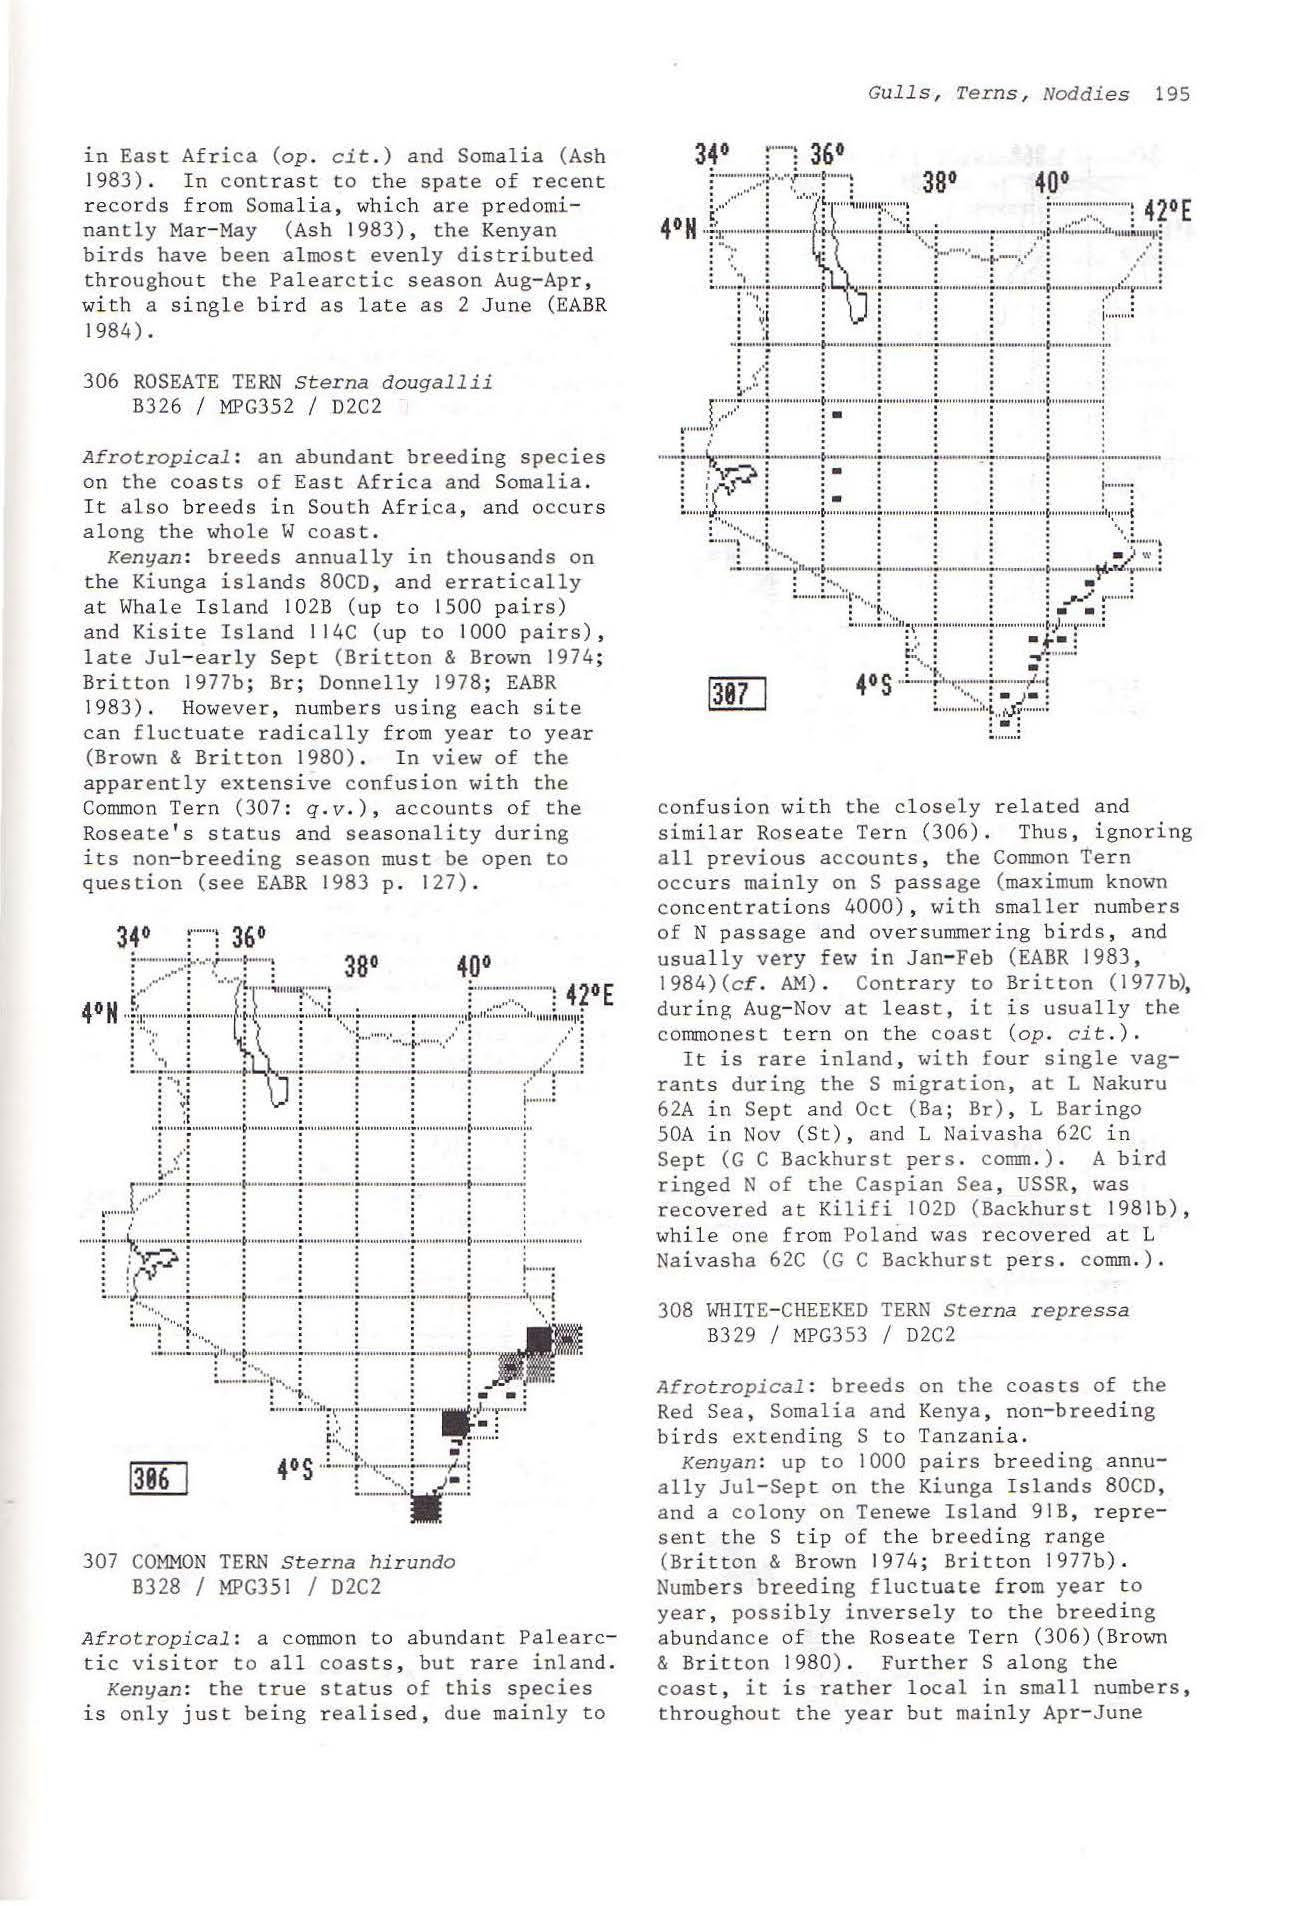 Gulls, Terns, Noddies 195
in East Africa (op. cit.) and Somalia (Ash
1983). In contrast to the spate of recent
records from Somalia, which are predomi-
nantly Mar-May (Ash 1983), the Kenyan
birds have been almost evenly distributed
throughout the Palearctic season Aug-Apr,
with a single bird as late as 2 June (EABR
1984).
306 ROSEATE TERN Sterna dougallii
B326 / MPG352 / D2C2
Afrotropical: an abundant breeding species
on the coasts of East Africa and Somalia.
It also breeds in South Africa, and occurs
along the whole W coast.
Kenyan: breeds annually in thousands on
the Kiunga islands 80CD, and erratically
at Whale Island 102B (up to 1500 pairs)
and Kisite Island 114C (up to 1000 pairs),
late Jul-early Sept (Britton & Brown 1974;
Britton 1977b; Br; Donnelly 1978; EABR
1983). However, numbers using each site
can fluctuate radically from year to year
(Brown & Britton 1980). In view of the
apparently extensive confusion with the
Common Tern (307: q.v.), accounts of the
Roseate's status and seasonality during
its non-breeding season must be open to
question (see EABR 1983 p. 127).
34° 36°
38° 40°
42°E
4°N
4°S
306
307 COMMON TERN Sterna hirundo
B328 / MPG351 / D2C2
Afrotropical: a common to abundant Palearc-
tic visitor to all coasts, but rare inland.
Kenyan: the true status of this species
is only just being realised, due mainly to
34° 36°
38° 40°
42°E
4°N
4°S
307
confusion with the closely related and
similar Roseate Tern (306). Thus, ignoring
all previous accounts, the Common Tern
occurs mainly on S passage (maximum known
concentrations 4000), with smaller numbers
of N passage and oversummering birds, and
usually very few in Jan-Feb (EABR 1983,
1984)(cf. AM). Contrary to Britton (1977b),
during Aug-Nov at least, it is usually the
commonest tern on the coast (op. cit.).
It is rare inland, with four single vag-
rants during the S migration, at L Nakuru
62A in Sept and Oct (Ba; Br), L Baringo
50A in Nov (St), and L Naivasha 62C in
Sept (G C Backhurst pers. comm.). A bird
ringed N of the Caspian Sea, USSR, was
recovered at Kilifi 102D (Backhurst 1981b),
while one from Poland was recovered at L
Naivasha 62C (G C Backhurst pers. comm.).
308 WHITE-CHEEKED TERN Sterna repressa
B329 / MPG353 / D2C2
Afrotropical: breeds on the coasts of the
Red Sea, Somalia and Kenya, non-breeding
birds extending S to Tanzania.
Kenyan: up to 1000 pairs breeding annu-
ally Jul-Sept on the Kiunga Islands 80CD,
and a colony on Tenewe Island 91B, repre-
sent the S tip of the breeding range
(Britton & Brown 1974; Britton 1977b).
Numbers breeding fluctuate from year to
year, possibly inversely to the breeding
abundance of the Roseate Tern (306)(Brown
& Britton 1980). Further S along the
coast, it is rather local in small numbers,
throughout the year but mainly Apr-June